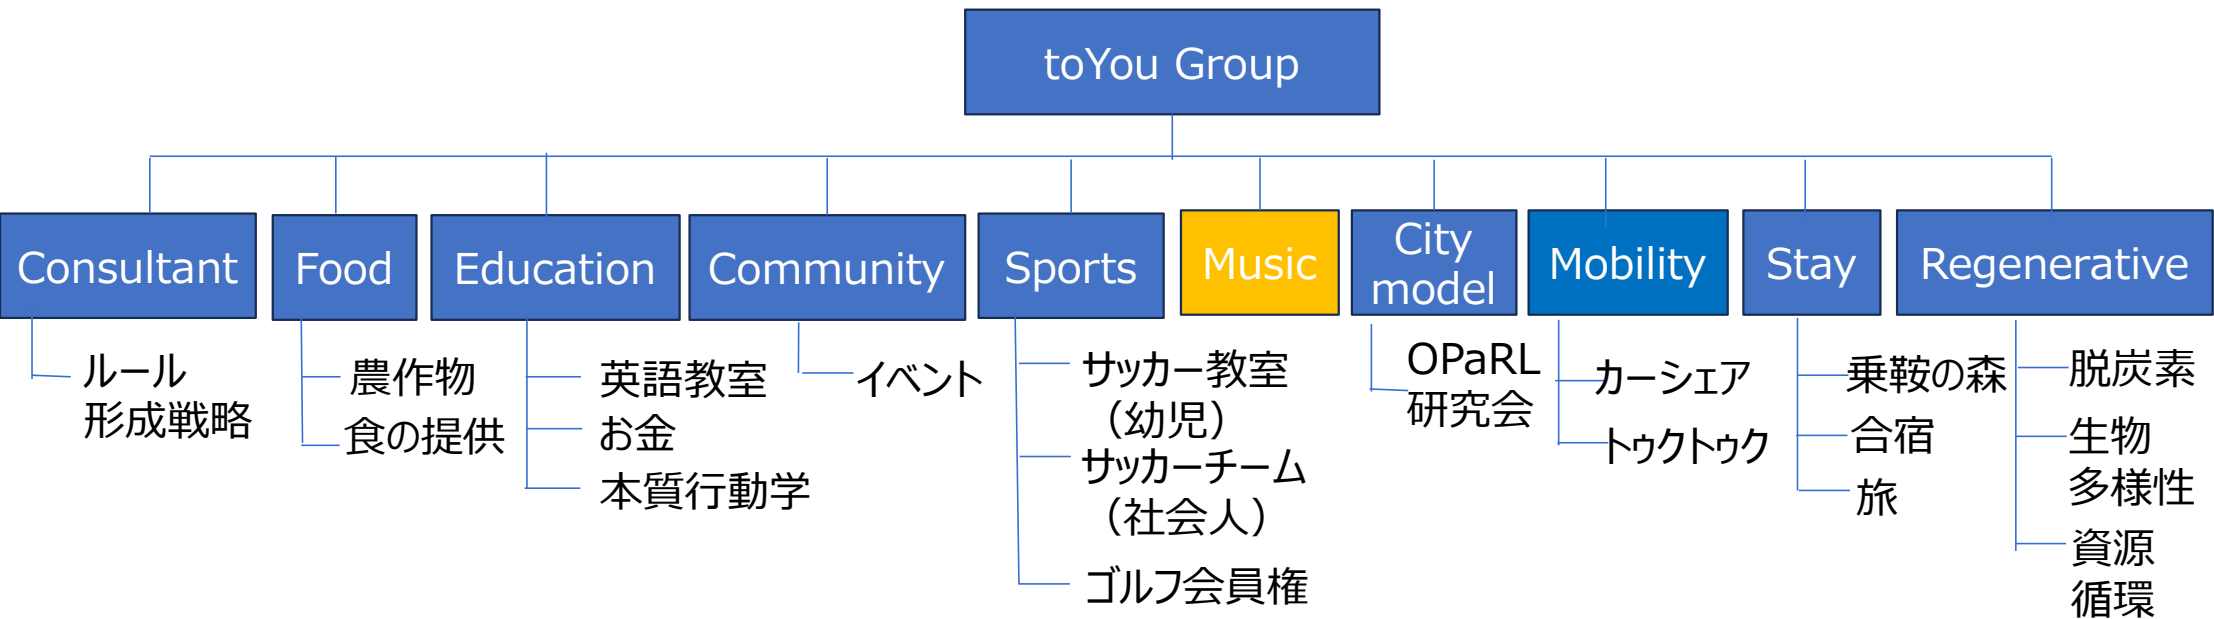 toYou Group
Consultant
Food
Education
Community
Sports
Music
City
model
Mobility
Stay
Regenerative
ルール
形成戦略
農作物
食の提供
英語教室
お金
本質行動学
イベント
サッカー教室
（幼児）
サッカーチーム
（社会人）
ゴルフ会員権
OPaRL
研究会
カーシェア
トゥクトゥク
乗鞍の森
合宿
旅
脱炭素
生物
多様性
資源
循環